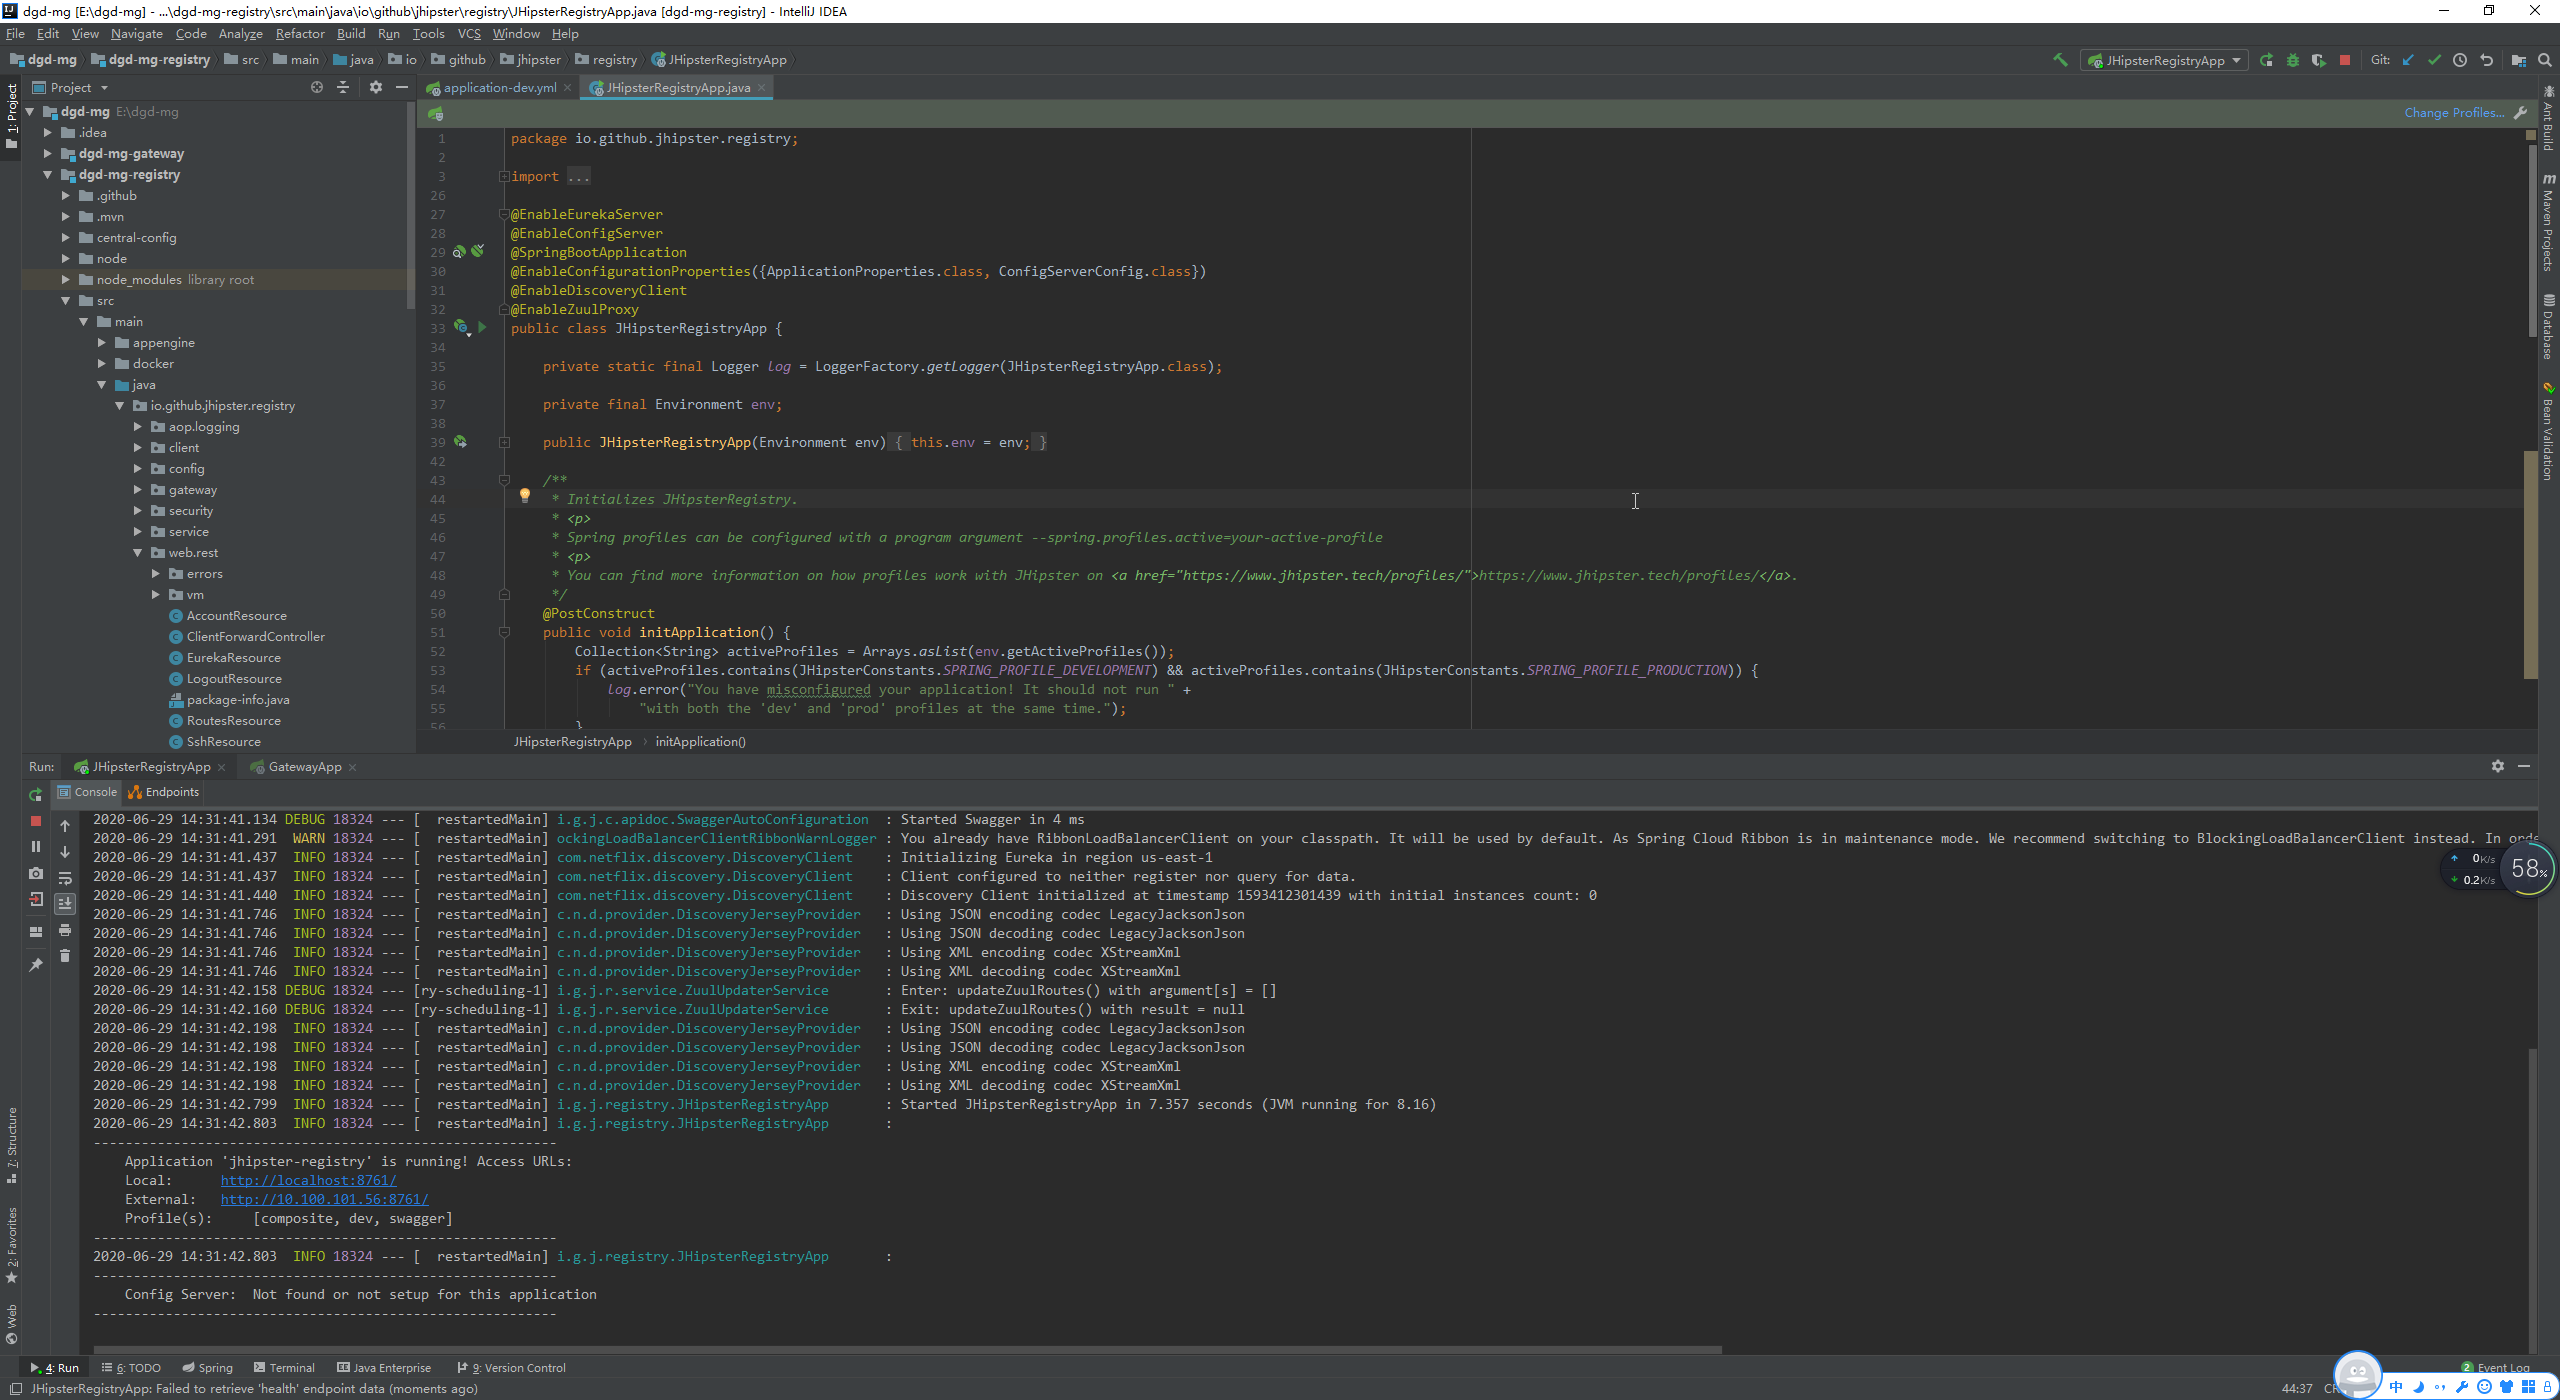 dgd-mg [E:\dgd-mg] - ...\dgd-mg-registry\src\main\java\io\github\jhipster\registry\JHipsterRegistryApp.java [dgd-mg-registry] - IntelliJ IDEA
File Edit View Navigate Code Analyze Refactor Build Run Tools VCS Window Help
dgd-mg dgd-mg-registry src main java io github jhipster registry JHipsterRegistryApp
JHipsterRegistryApp Git:
Project
application-dev.yml JHipsterRegistryApp.java
Change Profiles...
1: Project
dgd-mg E:\dgd-mg
.idea
dgd-mg-gateway
dgd-mg-registry
.github
.mvn
central-config
node
node_modules library root
src
main
appengine
docker
java
io.github.jhipster.registry
aop.logging
client
config
gateway
security
service
web.rest
errors
vm
AccountResource
ClientForwardController
EurekaResource
LogoutResource
package-info.java
RoutesResource
SshResource
1 package io.github.jhipster.registry;
2
3 import ...
26
27 @EnableEurekaServer
28 @EnableConfigServer
29 @SpringBootApplication
30 @EnableConfigurationProperties({ApplicationProperties.class, ConfigServerConfig.class})
31 @EnableDiscoveryClient
32 @EnableZuulProxy
33 public class JHipsterRegistryApp {
34
35 private static final Logger log = LoggerFactory.getLogger(JHipsterRegistryApp.class);
36
37 private final Environment env;
38
39 public JHipsterRegistryApp(Environment env) { this.env = env; }
42
43 /**
44 * Initializes JHipsterRegistry.
45 * <p>
46 * Spring profiles can be configured with a program argument --spring.profiles.active=your-active-profile
47 * <p>
48 * You can find more information on how profiles work with JHipster on <a href="https://www.jhipster.tech/profiles/">https://www.jhipster.tech/profiles/</a>.
49 */
50 @PostConstruct
51 public void initApplication() {
52 Collection<String> activeProfiles = Arrays.asList(env.getActiveProfiles());
53 if (activeProfiles.contains(JHipsterConstants.SPRING_PROFILE_DEVELOPMENT) && activeProfiles.contains(JHipsterConstants.SPRING_PROFILE_PRODUCTION)) {
54 log.error("You have misconfigured your application! It should not run " +
55 "with both the 'dev' and 'prod' profiles at the same time.");
56 }
JHipsterRegistryApp › initApplication()
Ant Build
Maven Projects
Database
Bean Validation
Run: JHipsterRegistryApp GatewayApp
Console Endpoints
2020-06-29 14:31:41.134 DEBUG 18324 --- [  restartedMain] i.g.j.c.apidoc.SwaggerAutoConfiguration : Started Swagger in 4 ms
2020-06-29 14:31:41.291 WARN 18324 --- [  restartedMain] ockingLoadBalancerClientRibbonWarnLogger : You already have RibbonLoadBalancerClient on your classpath. It will be used by default. As Spring Cloud Ribbon is in maintenance mode. We recommend switching to BlockingLoadBalancerClient instead. In orde
2020-06-29 14:31:41.437 INFO 18324 --- [  restartedMain] com.netflix.discovery.DiscoveryClient : Initializing Eureka in region us-east-1
2020-06-29 14:31:41.437 INFO 18324 --- [  restartedMain] com.netflix.discovery.DiscoveryClient : Client configured to neither register nor query for data.
2020-06-29 14:31:41.440 INFO 18324 --- [  restartedMain] com.netflix.discovery.DiscoveryClient : Discovery Client initialized at timestamp 1593412301439 with initial instances count: 0
2020-06-29 14:31:41.746 INFO 18324 --- [  restartedMain] c.n.d.provider.DiscoveryJerseyProvider : Using JSON encoding codec LegacyJacksonJson
2020-06-29 14:31:41.746 INFO 18324 --- [  restartedMain] c.n.d.provider.DiscoveryJerseyProvider : Using JSON decoding codec LegacyJacksonJson
2020-06-29 14:31:41.746 INFO 18324 --- [  restartedMain] c.n.d.provider.DiscoveryJerseyProvider : Using XML encoding codec XStreamXml
2020-06-29 14:31:41.746 INFO 18324 --- [  restartedMain] c.n.d.provider.DiscoveryJerseyProvider : Using XML decoding codec XStreamXml
2020-06-29 14:31:42.158 DEBUG 18324 --- [ry-scheduling-1] i.g.j.r.service.ZuulUpdaterService : Enter: updateZuulRoutes() with argument[s] = []
2020-06-29 14:31:42.160 DEBUG 18324 --- [ry-scheduling-1] i.g.j.r.service.ZuulUpdaterService : Exit: updateZuulRoutes() with result = null
2020-06-29 14:31:42.198 INFO 18324 --- [  restartedMain] c.n.d.provider.DiscoveryJerseyProvider : Using JSON encoding codec LegacyJacksonJson
2020-06-29 14:31:42.198 INFO 18324 --- [  restartedMain] c.n.d.provider.DiscoveryJerseyProvider : Using JSON decoding codec LegacyJacksonJson
2020-06-29 14:31:42.198 INFO 18324 --- [  restartedMain] c.n.d.provider.DiscoveryJerseyProvider : Using XML encoding codec XStreamXml
2020-06-29 14:31:42.198 INFO 18324 --- [  restartedMain] c.n.d.provider.DiscoveryJerseyProvider : Using XML decoding codec XStreamXml
2020-06-29 14:31:42.799 INFO 18324 --- [  restartedMain] i.g.j.registry.JHipsterRegistryApp : Started JHipsterRegistryApp in 7.357 seconds (JVM running for 8.16)
2020-06-29 14:31:42.803 INFO 18324 --- [  restartedMain] i.g.j.registry.JHipsterRegistryApp :
----------------------------------------------------------
Application 'jhipster-registry' is running! Access URLs:
Local: http://localhost:8761/
External: http://10.100.101.56:8761/
Profile(s): [composite, dev, swagger]
----------------------------------------------------------
2020-06-29 14:31:42.803 INFO 18324 --- [  restartedMain] i.g.j.registry.JHipsterRegistryApp :
----------------------------------------------------------
Config Server: Not found or not setup for this application
----------------------------------------------------------
0K/s
0.2K/s
58%
7: Structure
2: Favorites
Web
4: Run 6: TODO Spring Terminal Java Enterprise 9: Version Control 2 Event Log
JHipsterRegistryApp: Failed to retrieve 'health' endpoint data (moments ago) 44:37 中